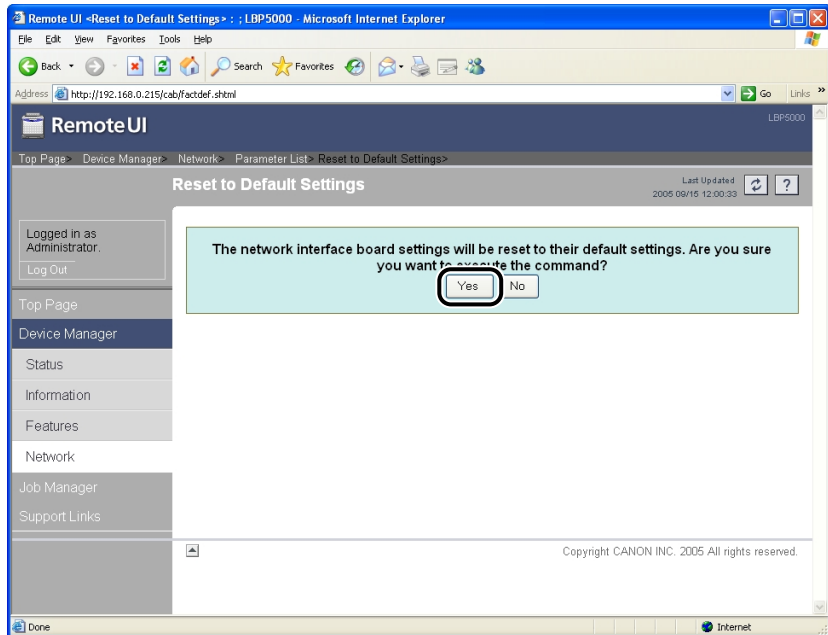 Remote UI <Reset to Default Settings> : ; LBP5000 - Microsoft Internet Explorer
File Edit View Favorites Tools Help
Back Search Favorites
Address http://192.168.0.215/cab/factdef.shtml Go Links »
Remote UI LBP5000
Top Page> Device Manager> Network> Parameter List> Reset to Default Settings>
Reset to Default Settings
Last Updated
2005 09/15 12:00:33
?
Logged in as
Administrator.
Log Out
The network interface board settings will be reset to their default settings. Are you sure
you want to execute the command?
Yes No
Top Page
Device Manager
Status
Information
Features
Network
Job Manager
Support Links
Copyright CANON INC. 2005 All rights reserved.
Done Internet